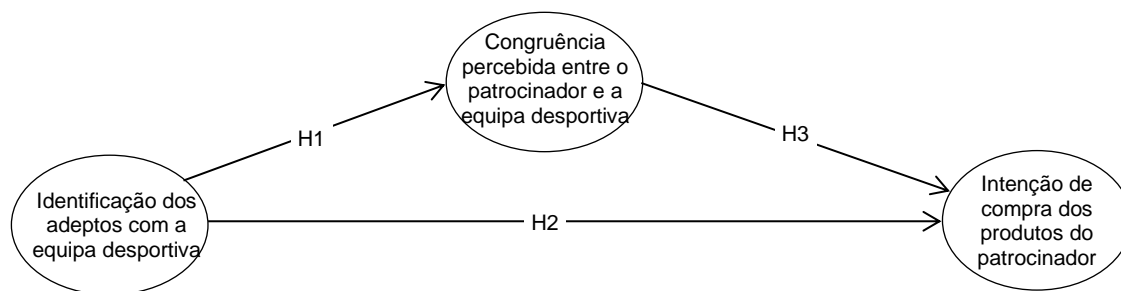 Congruência
percebida entre o
patrocinador e a
equipa desportiva
H1
H3
Identificação dos
adeptos com a
equipa desportiva
H2
Intenção de
compra dos
produtos do
patrocinador